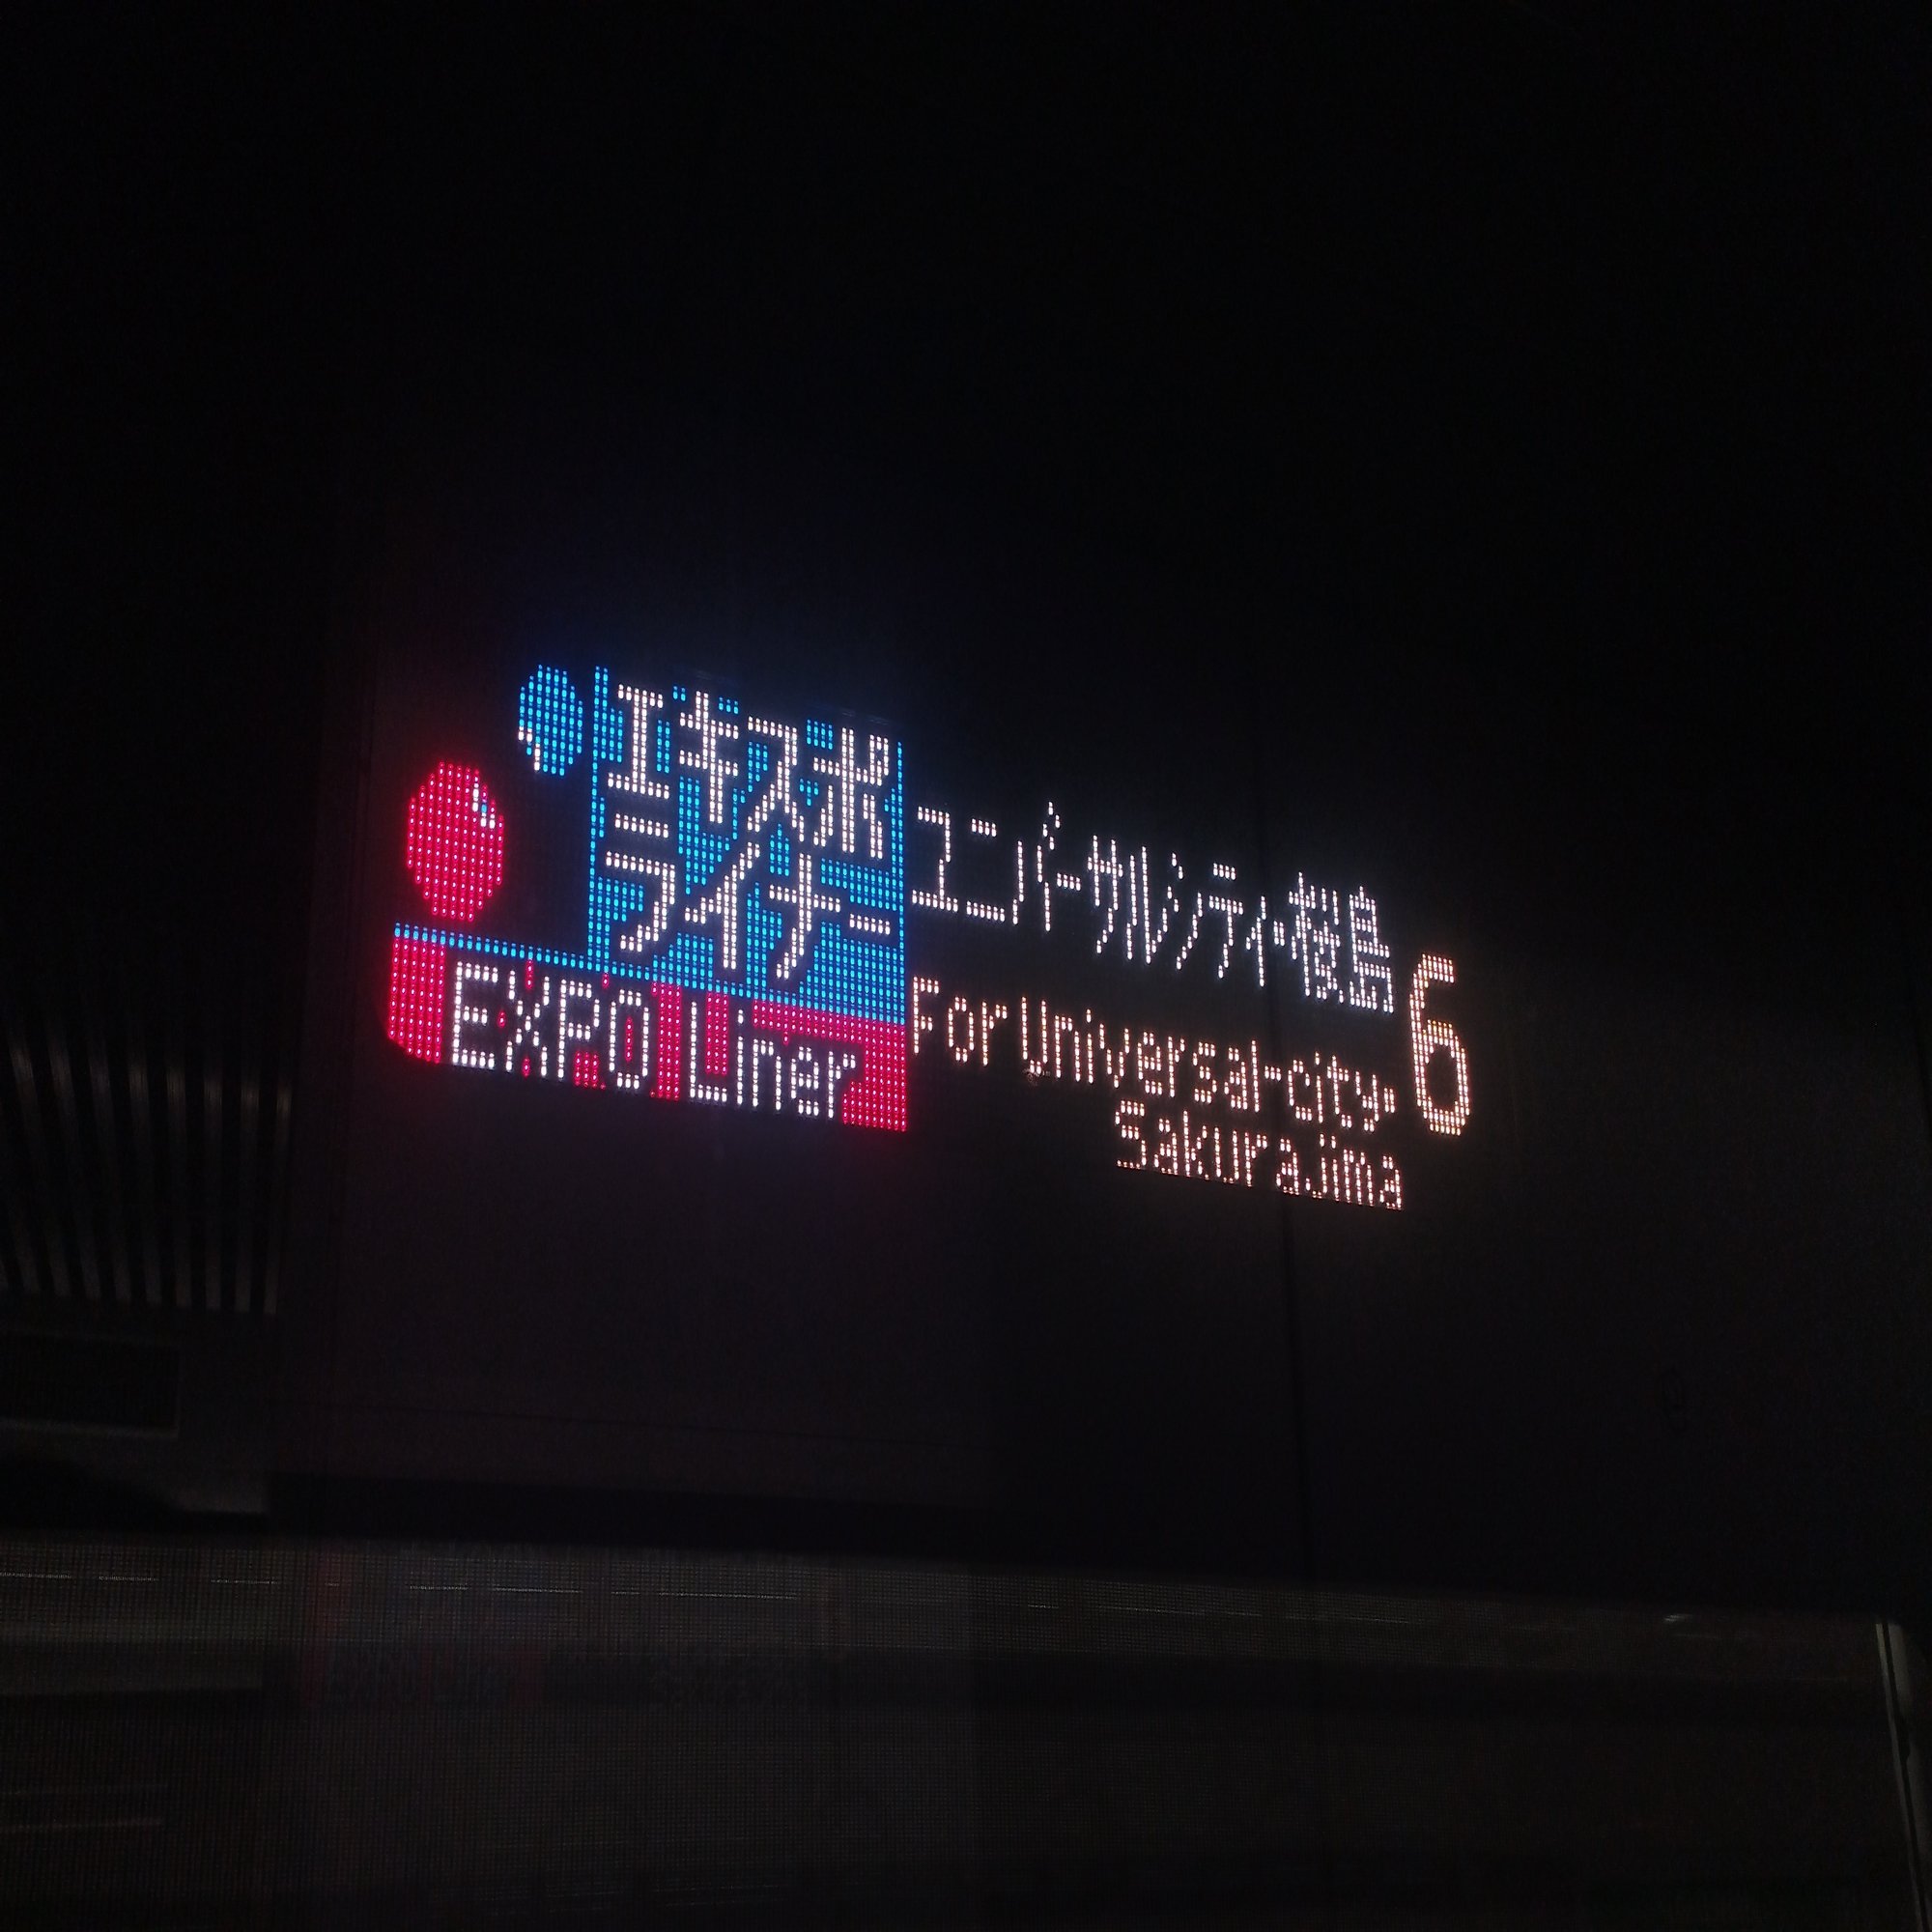 エキスポ
ライナー
EXPO Liner
ユニバーサルシティ・桜島
For Universal-city・
Sakurajima
6